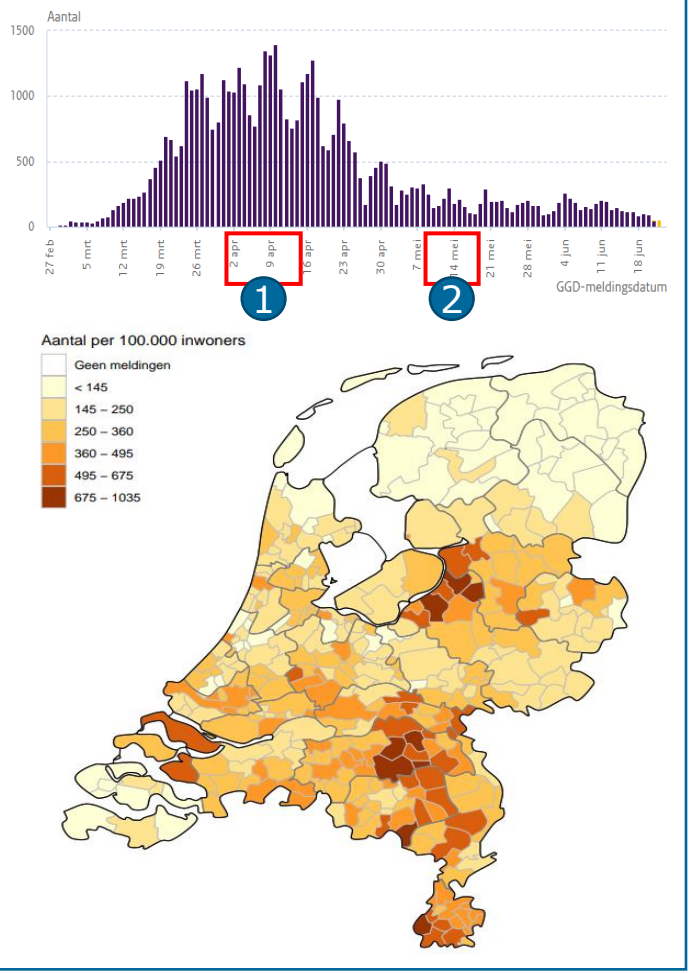 Aantal
1500
1000
500
0
27 feb
5 mrt
12 mrt
19 mrt
26 mrt
2 apr
9 apr
16 apr
23 apr
30 apr
7 mei
14 mei
21 mei
28 mei
4 jun
11 jun
18 jun
GGD-meldingsdatum
1
2
Aantal per 100.000 inwoners
Geen meldingen
< 145
145 – 250
250 – 360
360 – 495
495 – 675
675 – 1035